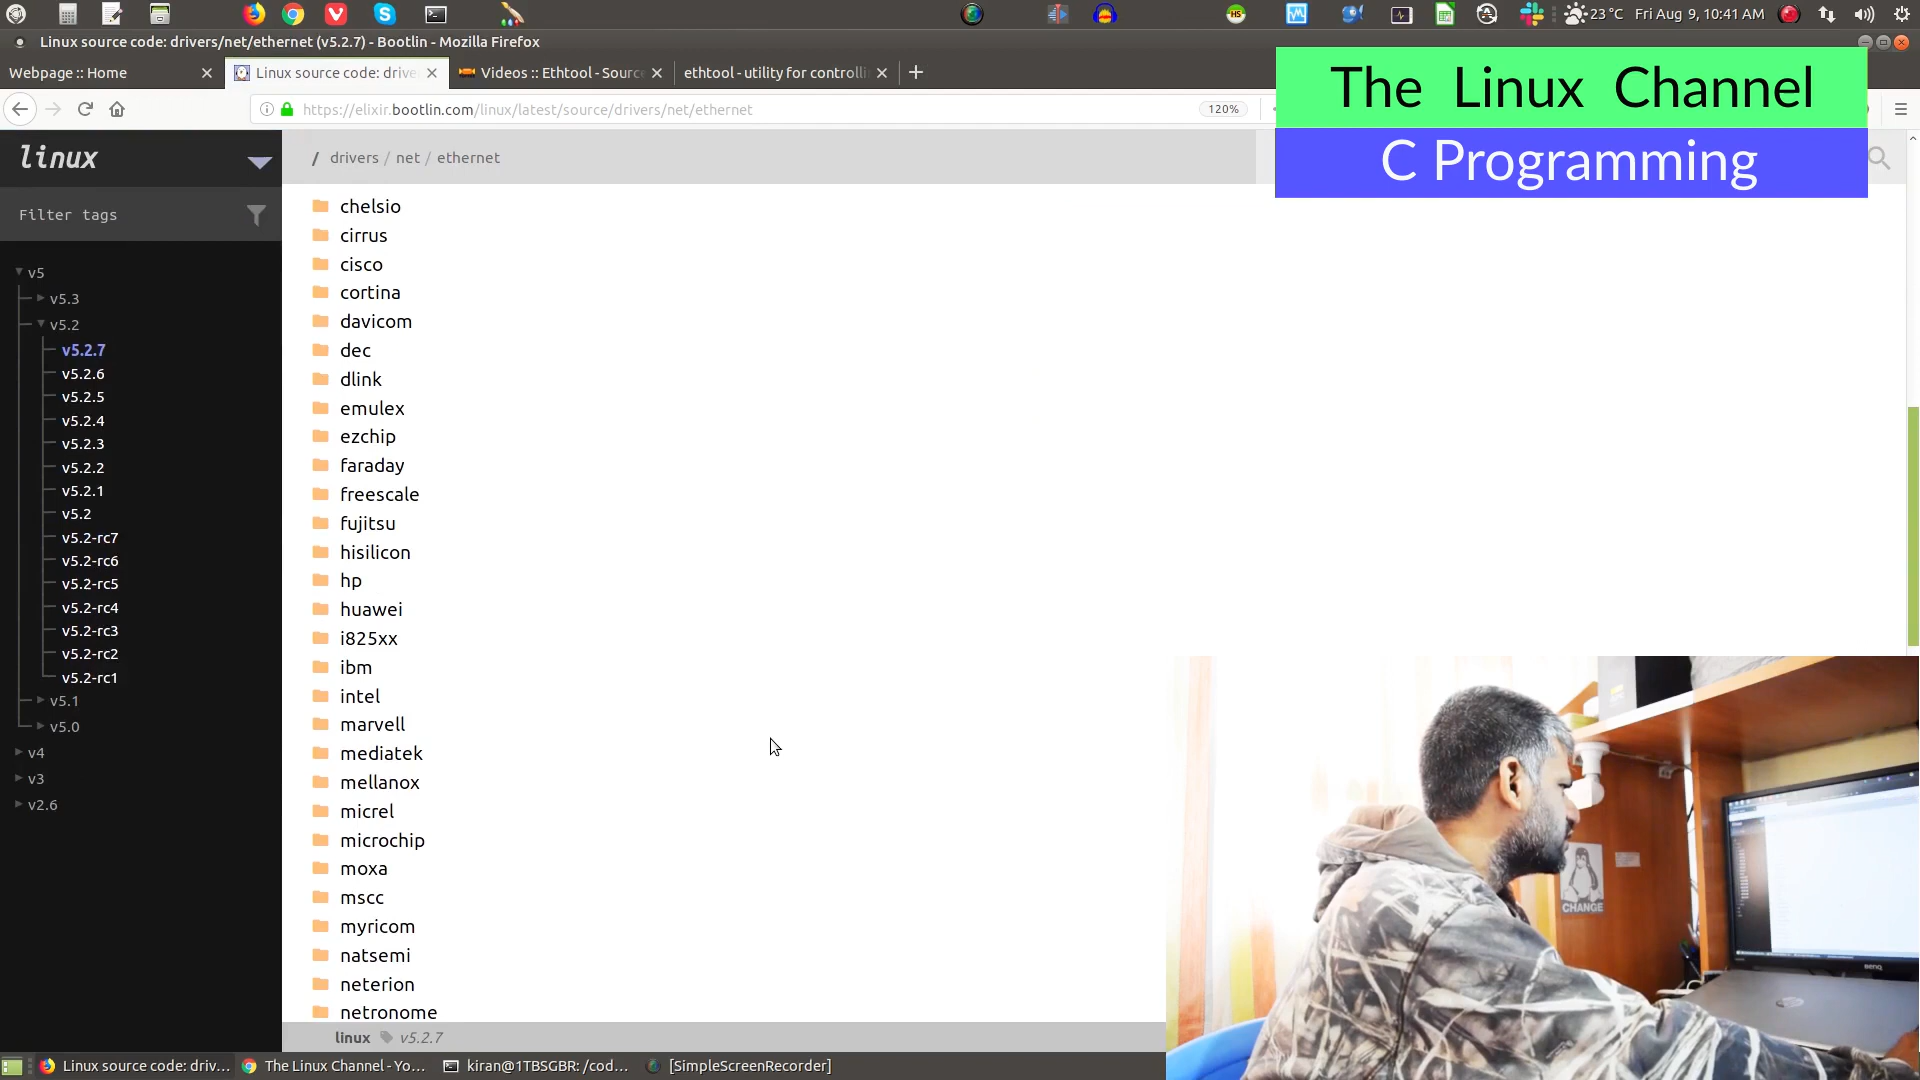 23 °C Fri Aug 9, 10:41 AM
Linux source code: drivers/net/ethernet (v5.2.7) - Bootlin - Mozilla Firefox
Webpage :: Home
Linux source code: drive
Videos :: Ethtool - Source
ethtool - utility for controlli
https://elixir.bootlin.com/linux/latest/source/drivers/net/ethernet
120%
The Linux Channel
C Programming
linux
Filter tags
v5
v5.3
v5.2
v5.2.7
v5.2.6
v5.2.5
v5.2.4
v5.2.3
v5.2.2
v5.2.1
v5.2
v5.2-rc7
v5.2-rc6
v5.2-rc5
v5.2-rc4
v5.2-rc3
v5.2-rc2
v5.2-rc1
v5.1
v5.0
v4
v3
v2.6
/ drivers / net / ethernet
chelsio
cirrus
cisco
cortina
davicom
dec
dlink
emulex
ezchip
faraday
freescale
fujitsu
hisilicon
hp
huawei
i825xx
ibm
intel
marvell
mediatek
mellanox
micrel
microchip
moxa
mscc
myricom
natsemi
neterion
netronome
linux v5.2.7
CHANGE
BenQ
Linux source code: driv...
The Linux Channel - Yo...
kiran@1TBSGBR: /cod...
[SimpleScreenRecorder]